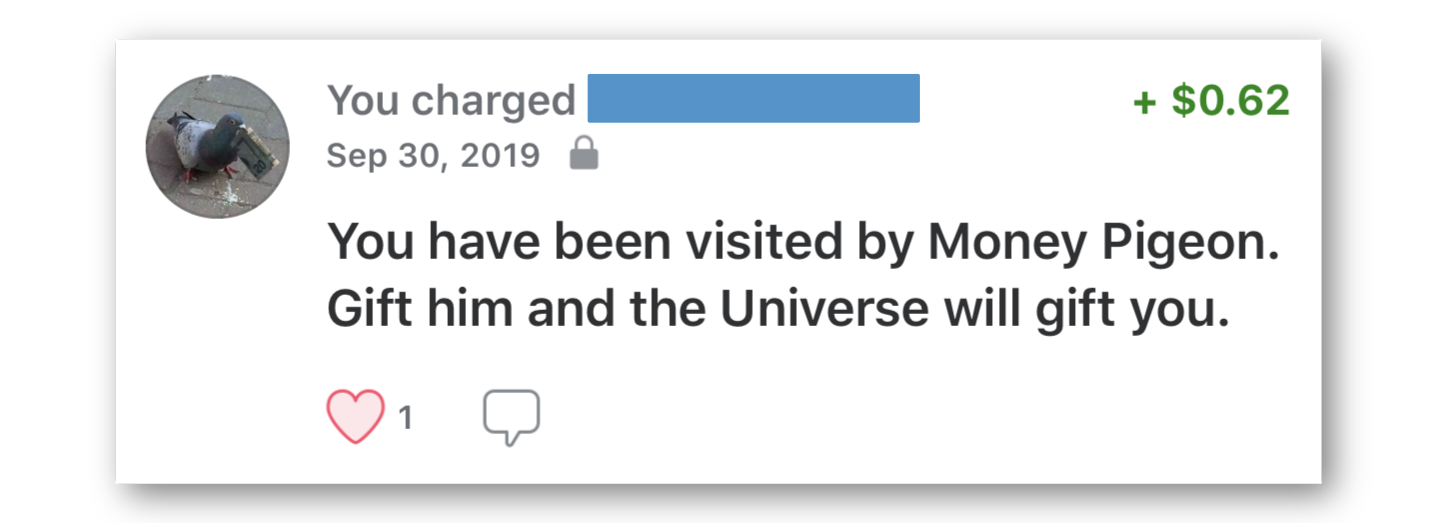 You charged
+ $0.62
Sep 30, 2019
You have been visited by Money Pigeon.
Gift him and the Universe will gift you.
1